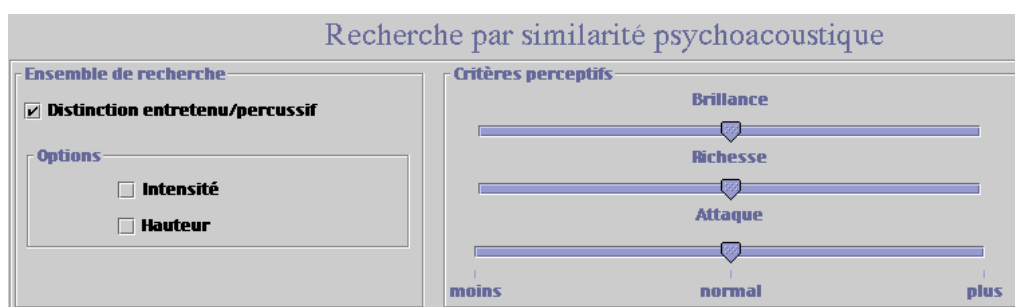 Recherche par similarité psychoacoustique
Ensemble de recherche
Distinction entretenu/percussif
Options
Intensité
Hauteur
Critères perceptifs
Brillance
Richesse
Attaque
moins normal plus